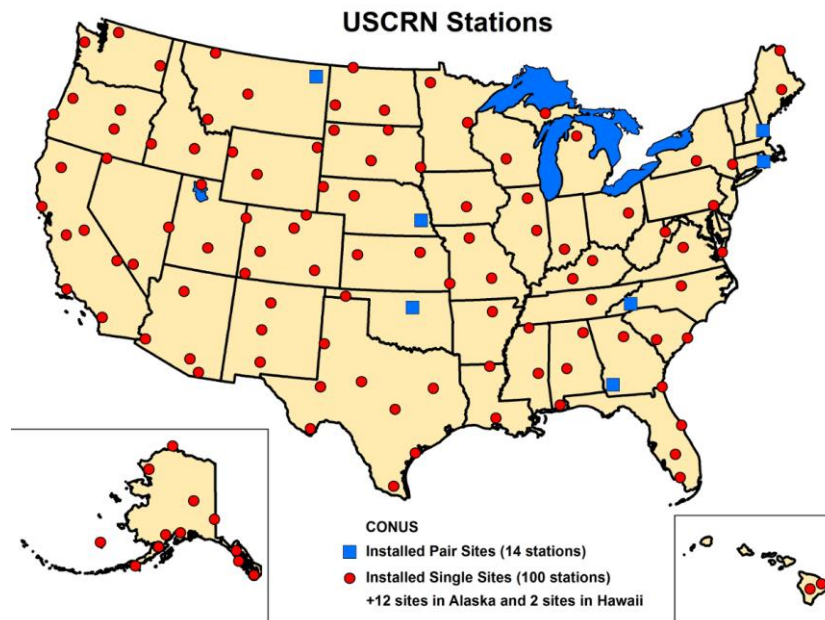 USCRN Stations
CONUS
Installed Pair Sites (14 stations)
Installed Single Sites (100 stations)
+12 sites in Alaska and 2 sites in Hawaii